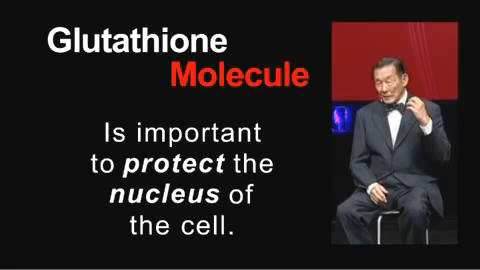 Glutathione
Molecule
Is important
to protect the
nucleus of
the cell.